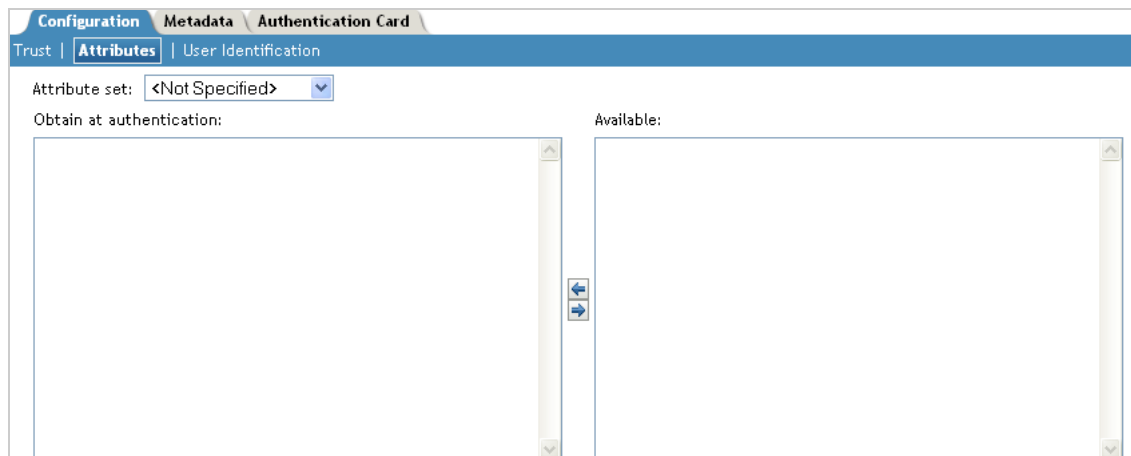 Configuration Metadata Authentication Card
Trust | Attributes | User Identification
Attribute set: <Not Specified>
Obtain at authentication: Available: